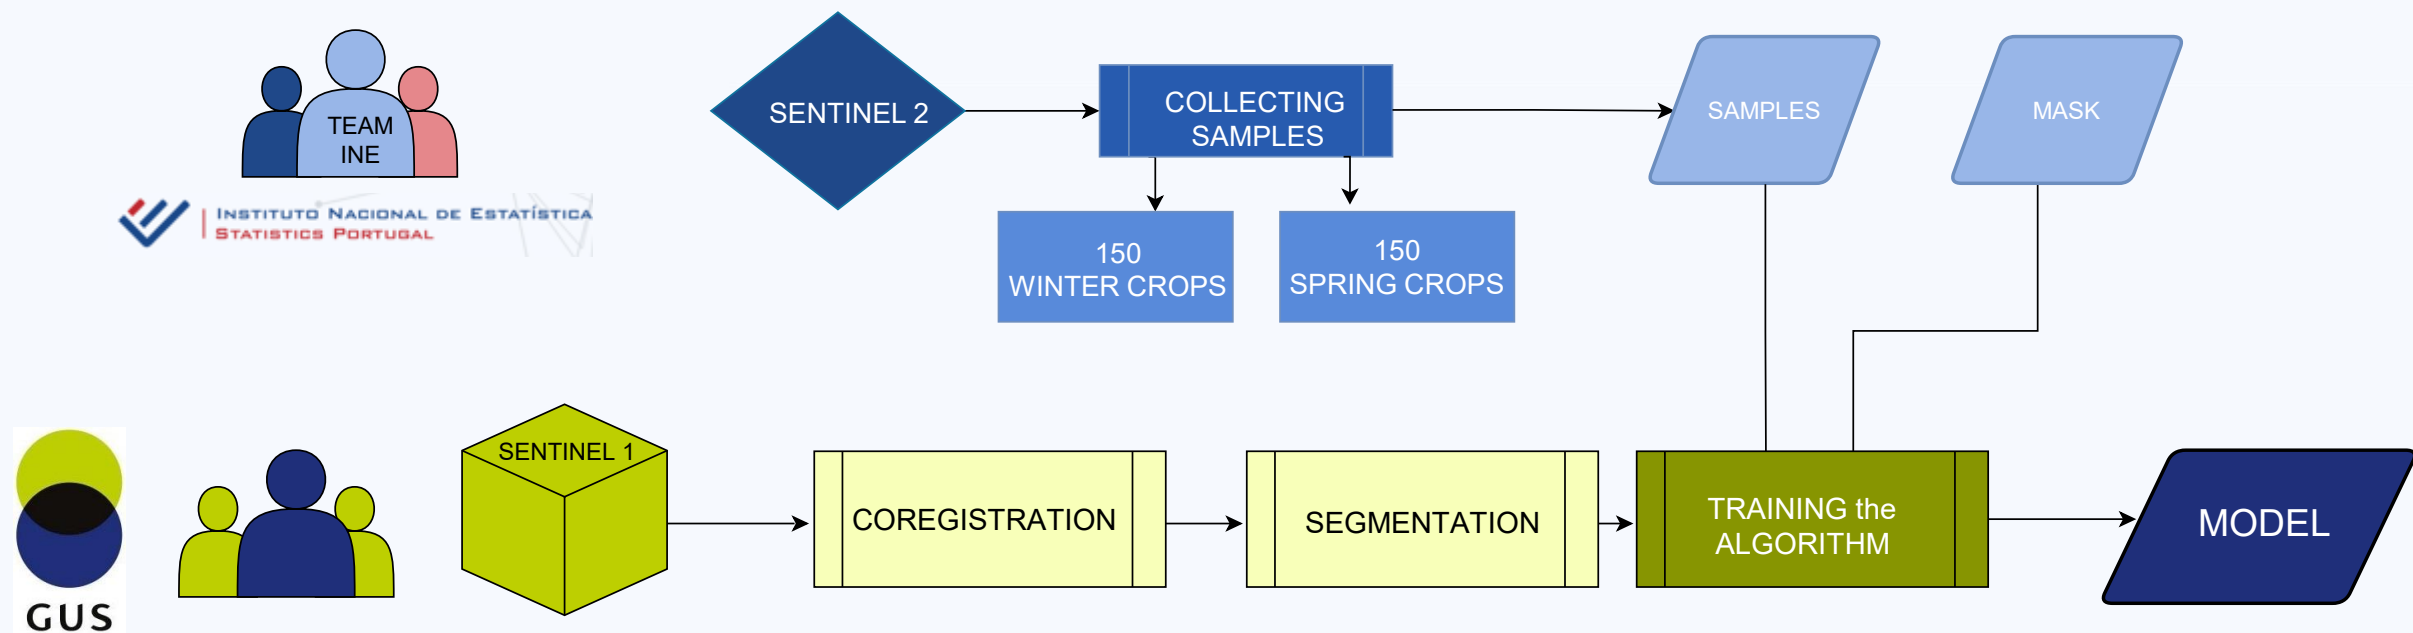 TEAM
INE
INSTITUTO NACIONAL DE ESTATÍSTICA
STATISTICS PORTUGAL
SENTINEL 2
COLLECTING
SAMPLES
SAMPLES
MASK
150
WINTER CROPS
150
SPRING CROPS
GUS
SENTINEL 1
COREGISTRATION
SEGMENTATION
TRAINING the
ALGORITHM
MODEL